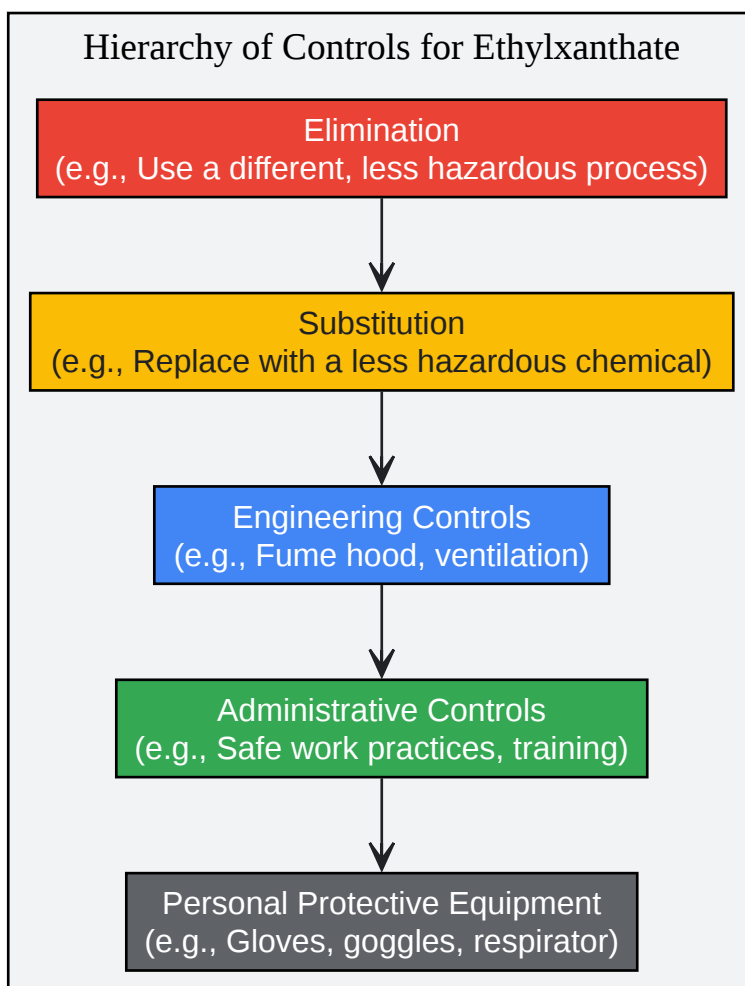 Hierarchy of Controls for Ethylxanthate
Elimination
(e.g., Use a different, less hazardous process)
Substitution
(e.g., Replace with a less hazardous chemical)
Engineering Controls
(e.g., Fume hood, ventilation)
Administrative Controls
(e.g., Safe work practices, training)
Personal Protective Equipment
(e.g., Gloves, goggles, respirator)